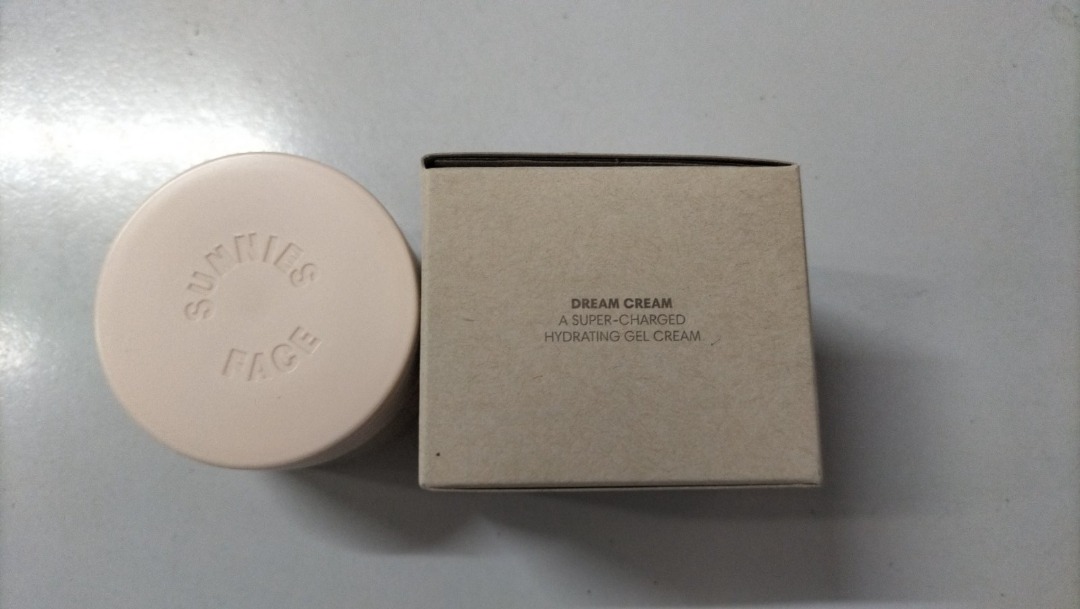 SUNNIES
FACE
DREAM CREAM
A SUPER-CHARGED
HYDRATING GEL CREAM